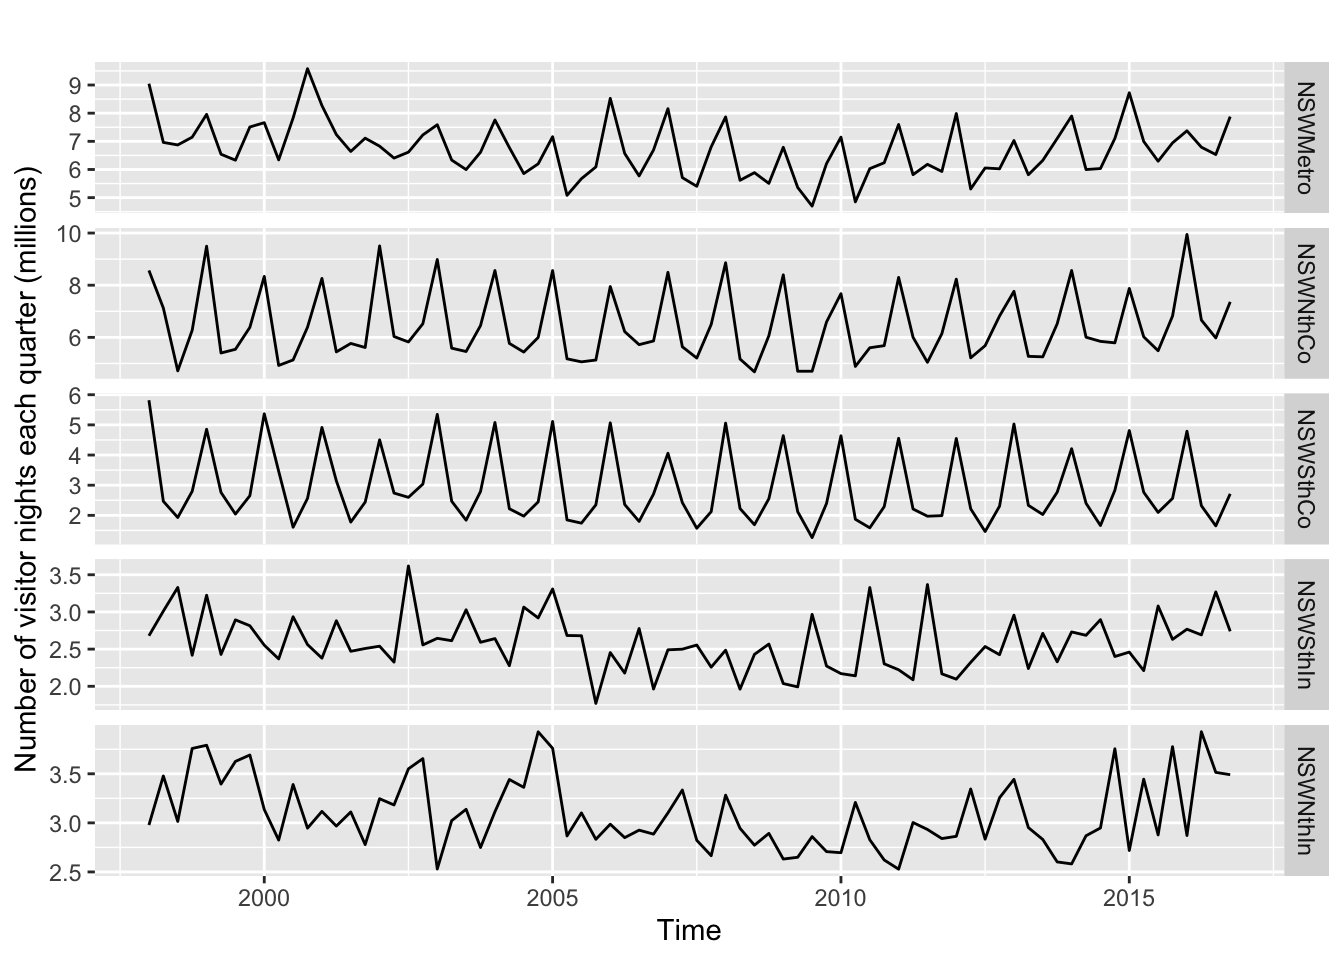 Number of visitor nights each quarter (millions)
9
8
7
6
5
NSWMetro
10
8
6
NSWNthCo
6
5
4
3
2
NSWSthCo
3.5
3.0
2.5
2.0
NSWSthIn
3.5
3.0
2.5
NSWNthIn
2000 2005 2010 2015
Time